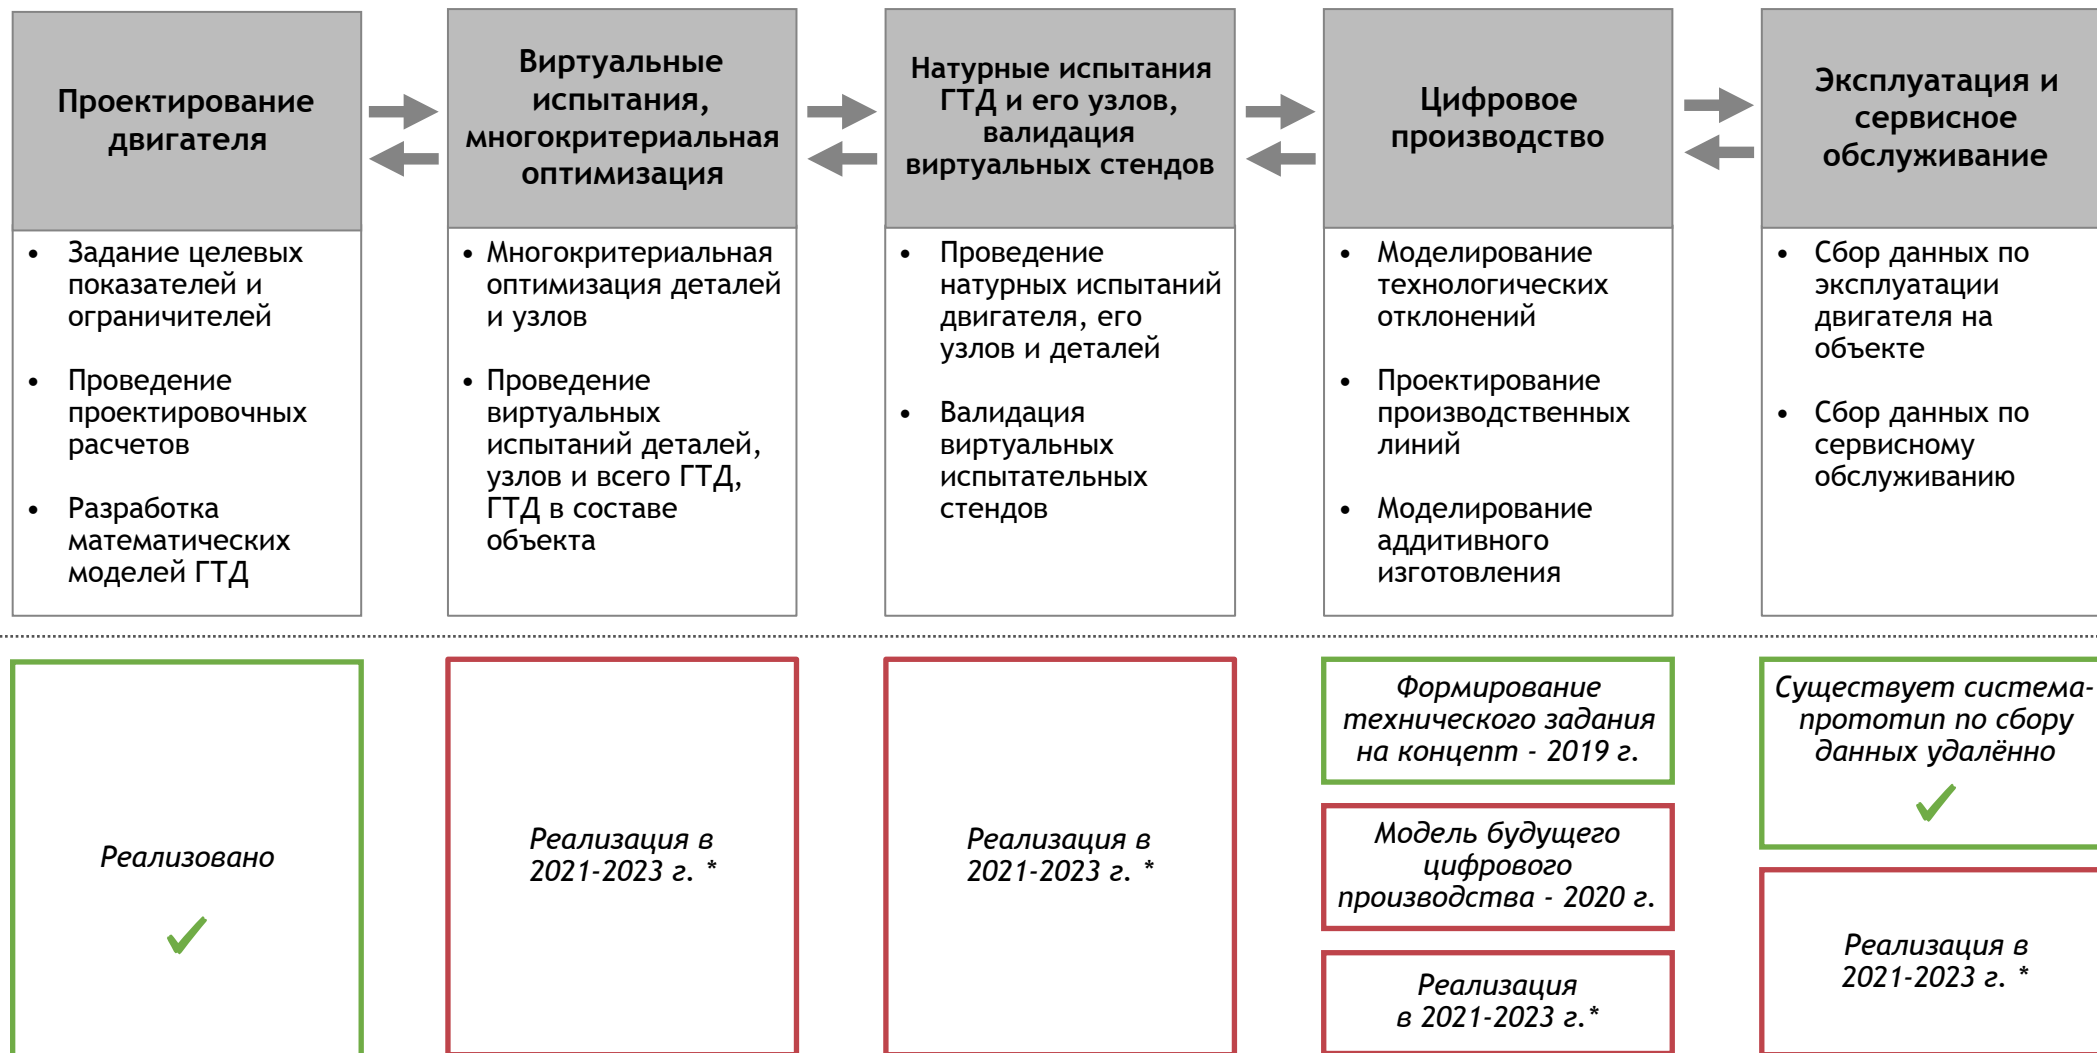 Проектирование
двигателя
Виртуальные
испытания,
многокритериальная
оптимизация
Натурные испытания
ГТД и его узлов,
валидация
виртуальных стендов
Цифровое
производство
Эксплуатация и
сервисное
обслуживание
• Задание целевых
показателей и
ограничителей
• Проведение
проектировочных
расчетов
• Разработка
математических
моделей ГТД
• Многокритериальная
оптимизация деталей
и узлов
• Проведение
виртуальных
испытаний деталей,
узлов и всего ГТД,
ГТД в составе
объекта
• Проведение
натурных испытаний
двигателя, его
узлов и деталей
• Валидация
виртуальных
испытательных
стендов
• Моделирование
технологических
отклонений
• Проектирование
производственных
линий
• Моделирование
аддитивного
изготовления
• Сбор данных по
эксплуатации
двигателя на
объекте
• Сбор данных по
сервисному
обслуживанию
Реализовано
Реализация в
2021-2023 г. *
Реализация в
2021-2023 г. *
Формирование
технического задания
на концепт - 2019 г.
Модель будущего
цифрового
производства - 2020 г.
Реализация
в 2021-2023 г.*
Существует система-
прототип по сбору
данных удалённо
Реализация в
2021-2023 г. *